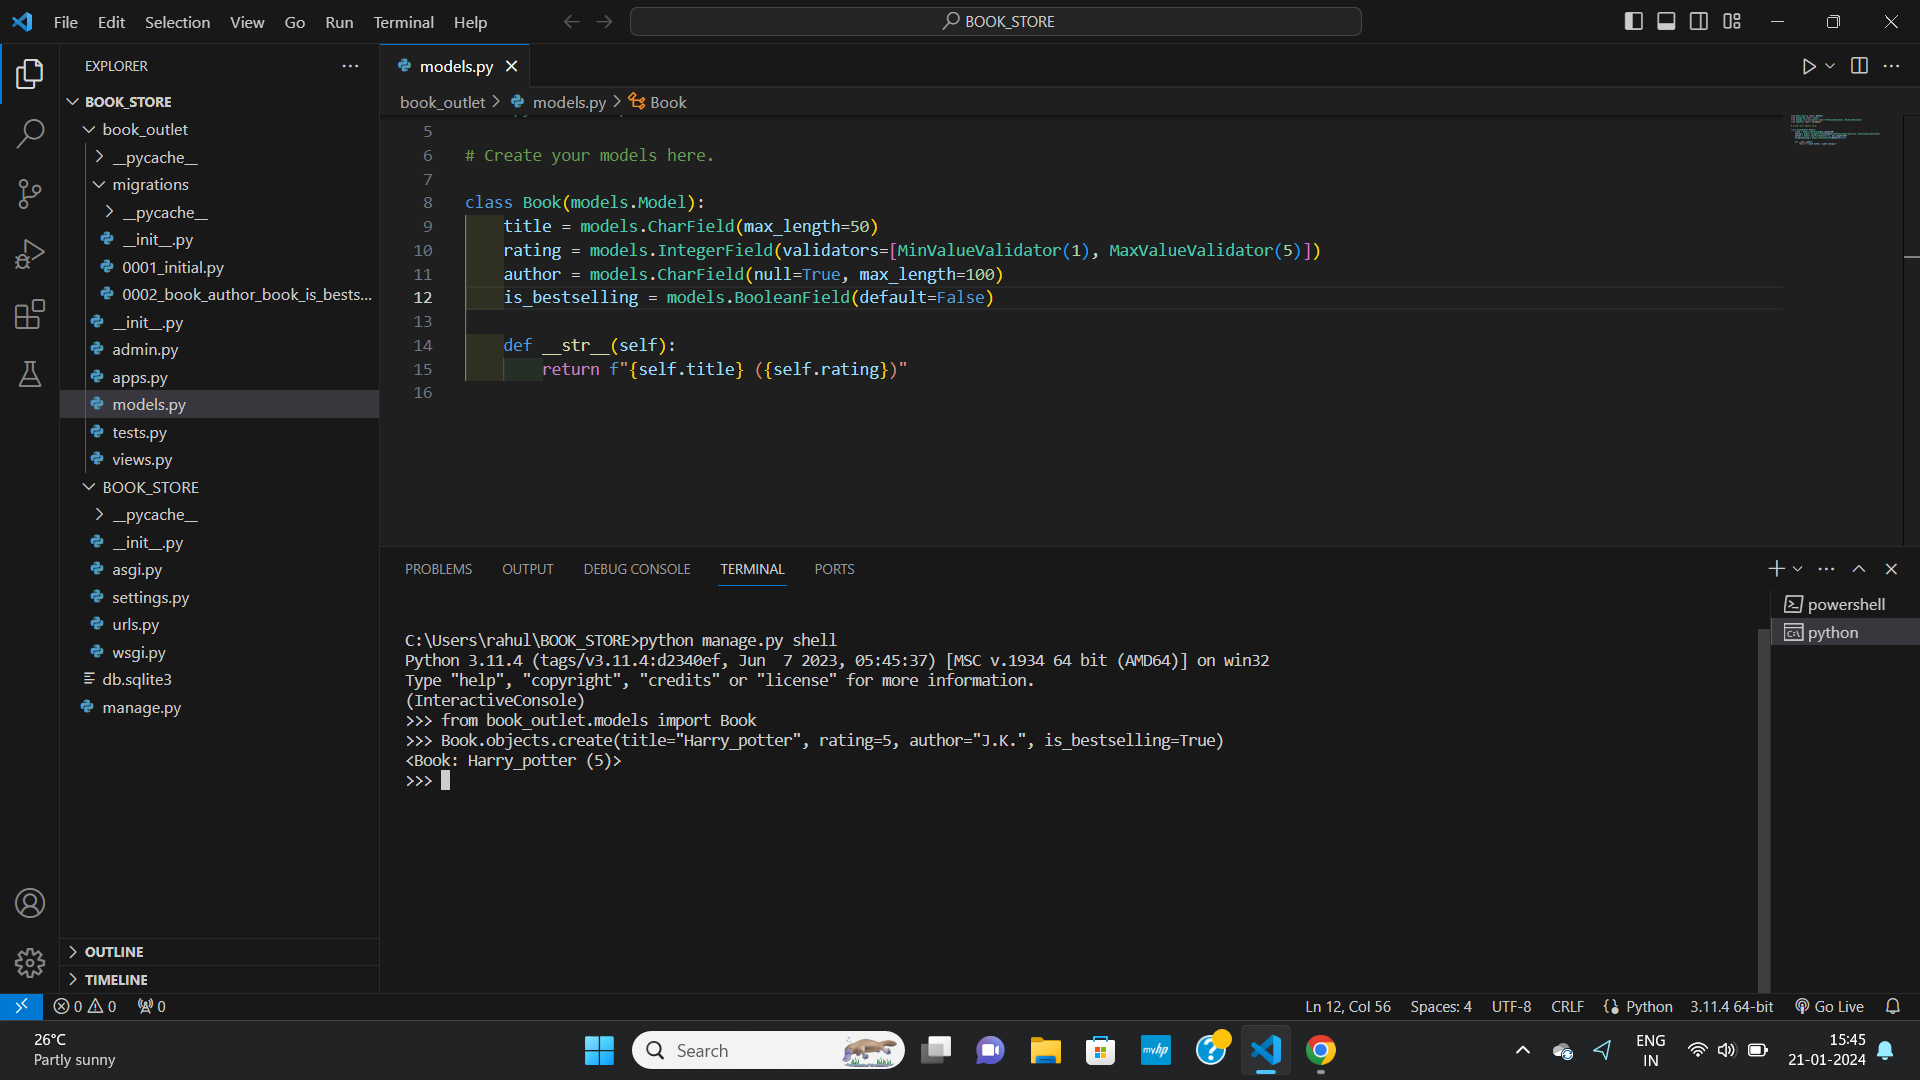 File Edit Selection View Go Run Terminal Help
BOOK_STORE
EXPLORER
BOOK_STORE
book_outlet
__pycache__
migrations
__pycache__
__init__.py
0001_initial.py
0002_book_author_book_is_bests...
__init__.py
admin.py
apps.py
models.py
tests.py
views.py
BOOK_STORE
__pycache__
__init__.py
asgi.py
settings.py
urls.py
wsgi.py
db.sqlite3
manage.py
OUTLINE
TIMELINE
models.py
book_outlet > models.py > Book
5
6 # Create your models here.
7
8 class Book(models.Model):
9 title = models.CharField(max_length=50)
10 rating = models.IntegerField(validators=[MinValueValidator(1), MaxValueValidator(5)])
11 author = models.CharField(null=True, max_length=100)
12 is_bestselling = models.BooleanField(default=False)
13
14 def __str__(self):
15 return f"{self.title} ({self.rating})"
16
PROBLEMS OUTPUT DEBUG CONSOLE TERMINAL PORTS
powershell
python
C:\Users\rahul\BOOK_STORE>python manage.py shell
Python 3.11.4 (tags/v3.11.4:d2340ef, Jun  7 2023, 05:45:37) [MSC v.1934 64 bit (AMD64)] on win32
Type "help", "copyright", "credits" or "license" for more information.
(InteractiveConsole)
>>> from book_outlet.models import Book
>>> Book.objects.create(title="Harry_potter", rating=5, author="J.K.", is_bestselling=True)
<Book: Harry_potter (5)>
>>>
0 0 0
Ln 12, Col 56 Spaces: 4 UTF-8 CRLF Python 3.11.4 64-bit Go Live
26°C
Partly sunny
Search
myhp
ENG
IN
15:45
21-01-2024